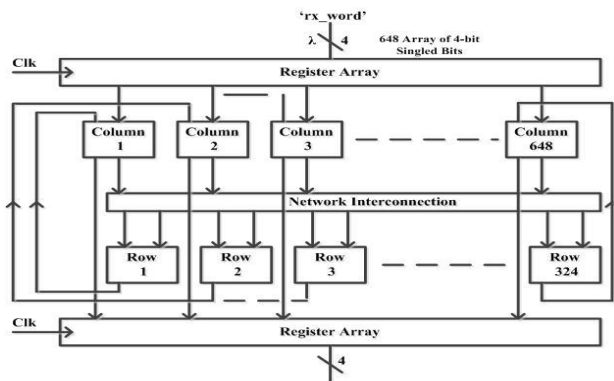 'rx_word'
λ 4
648 Array of 4-bit
Singled Bits
Clk
Register Array
Column
1
Column
2
Column
3
Column
648
Network Interconnection
Row
1
Row
2
Row
3
Row
324
Clk
Register Array
4